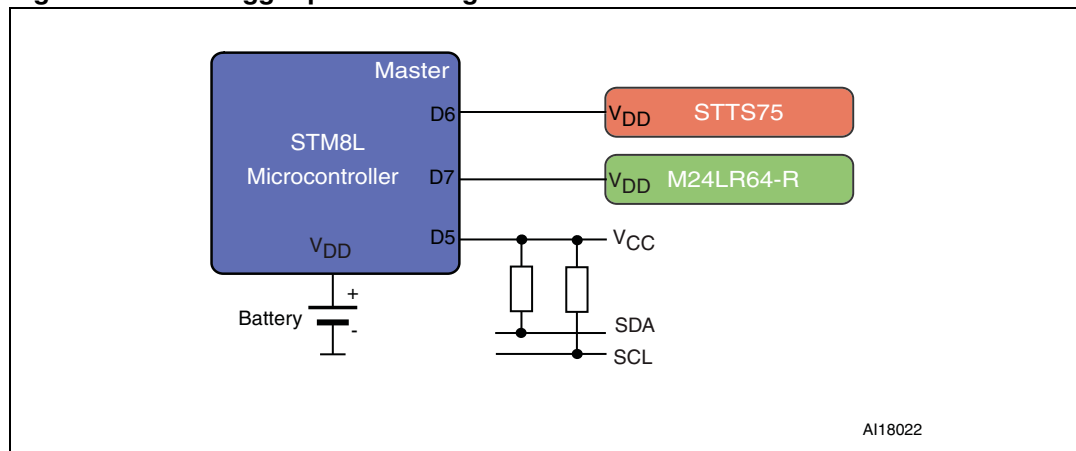 Master
D6
VDD
STTS75
STM8L
Microcontroller
D7
VDD
M24LR64-R
D5
VCC
VDD
+
Battery
-
SDA
SCL
AI18022